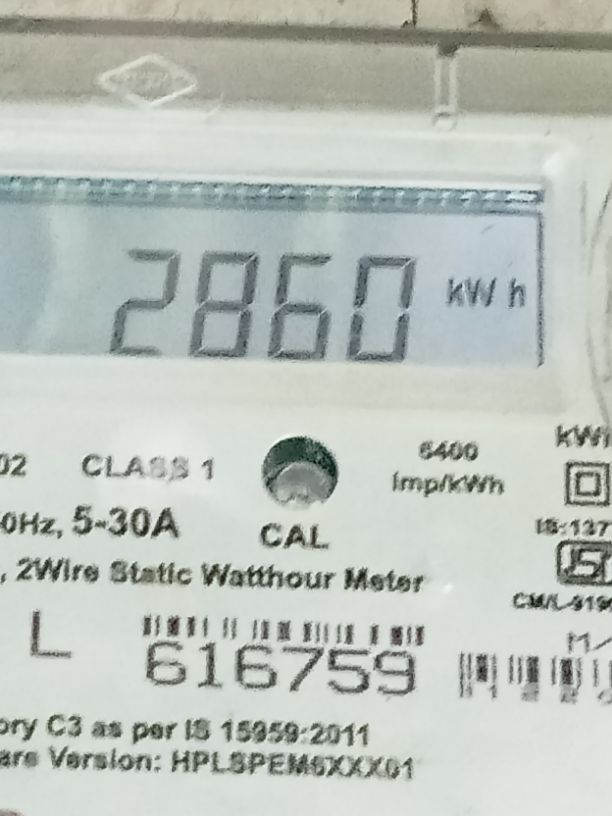 2860 kWh
02 CLASS 1
6400
Imp/kWh
0Hz, 5-30A
CAL
, 2Wire Static Watthour Meter
L
616759
ory C3 as per IS 15959:2011
are Version: HPLSPEM6XXX01
kWh
IS:137
CM/L-919
M/